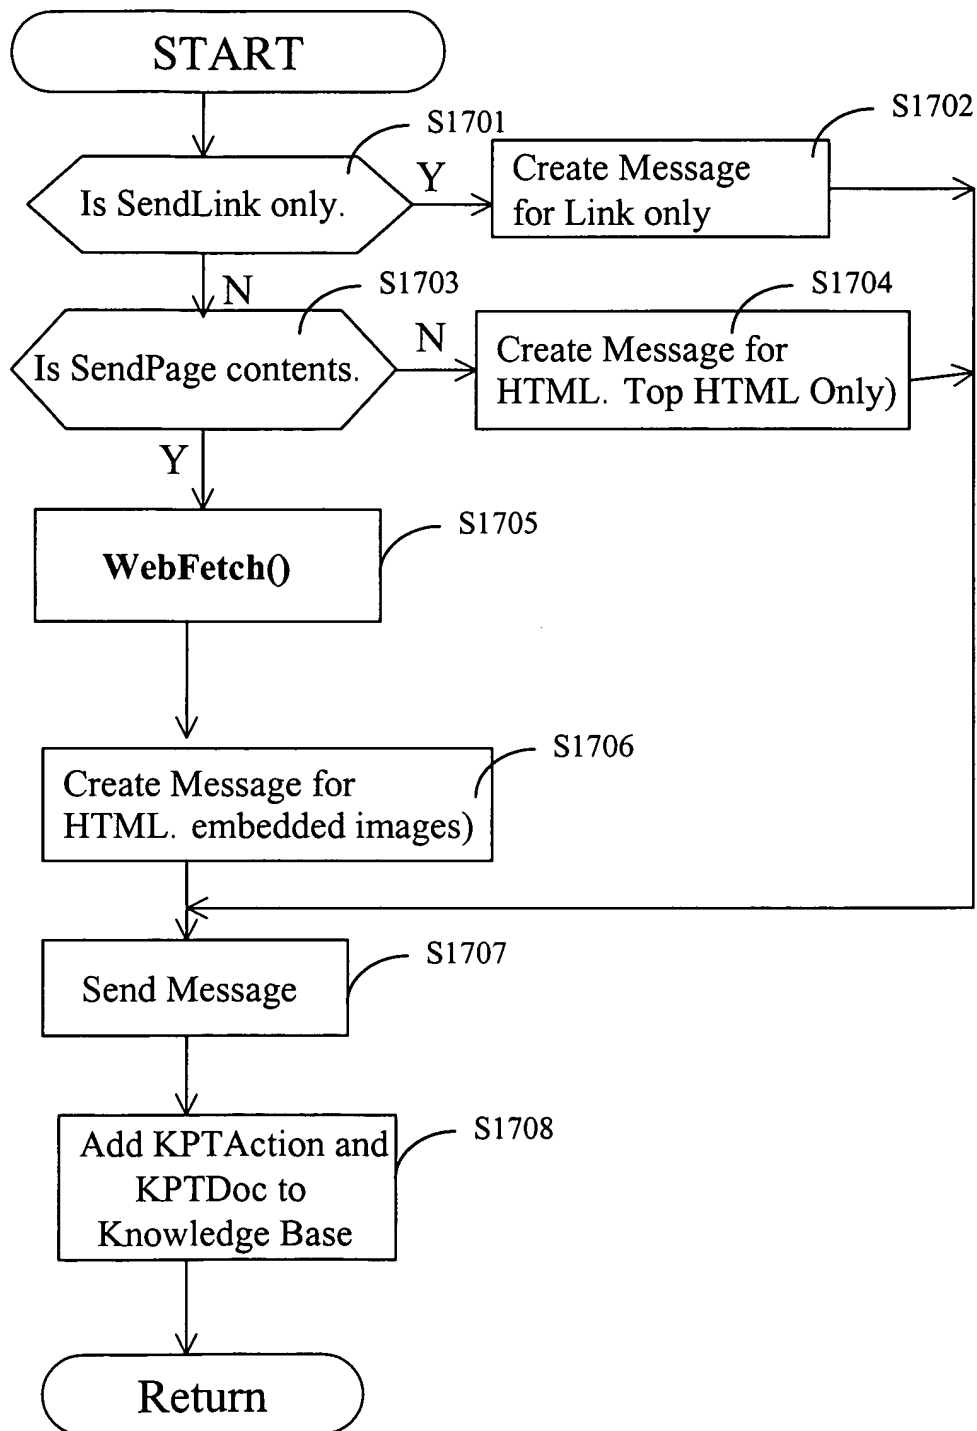 START
S1701
S1702
Is SendLink only.
Y
Create Message
for Link only
N
S1703
S1704
Is SendPage contents.
N
Create Message for
HTML. Top HTML Only)
Y
S1705
WebFetch()
S1706
Create Message for
HTML. embedded images)
S1707
Send Message
S1708
Add KPTAction and
KPTDoc to
Knowledge Base
Return